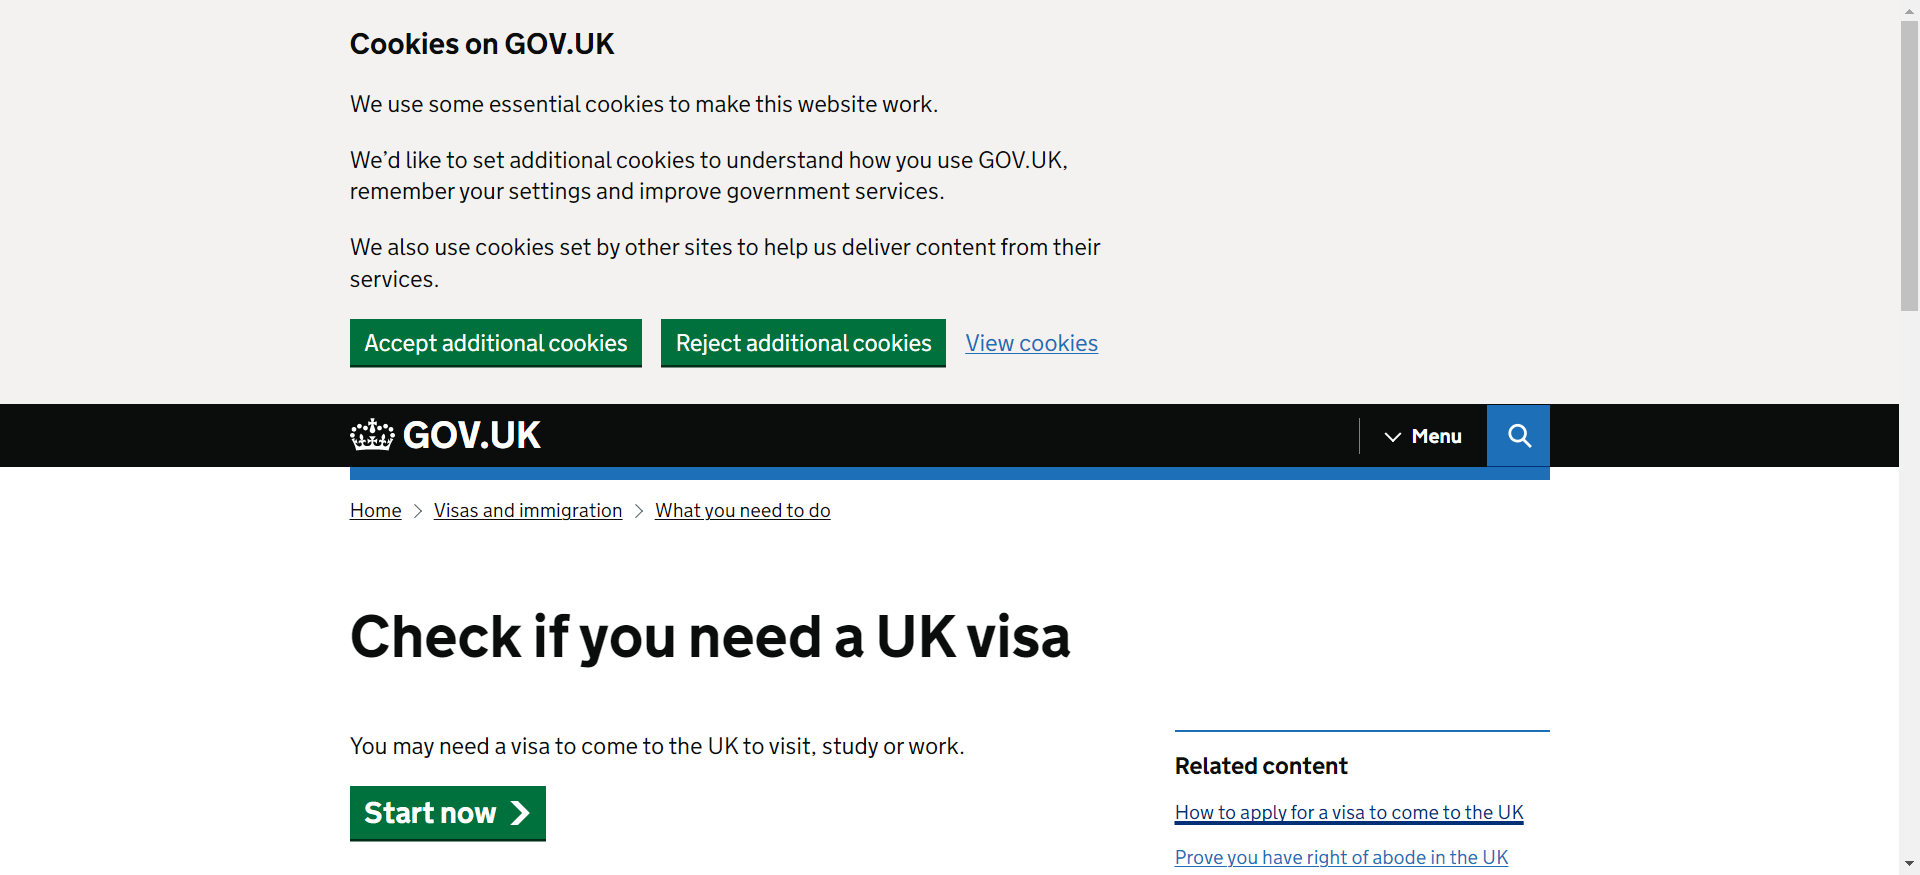 Cookies on GOV.UK
We use some essential cookies to make this website work.
We’d like to set additional cookies to understand how you use GOV.UK,
remember your settings and improve government services.
We also use cookies set by other sites to help us deliver content from their
services.
Accept additional cookies
Reject additional cookies
View cookies
GOV.UK
Menu
Home
Visas and immigration
What you need to do
Check if you need a UK visa
You may need a visa to come to the UK to visit, study or work.
Start now
Related content
How to apply for a visa to come to the UK
Prove you have right of abode in the UK